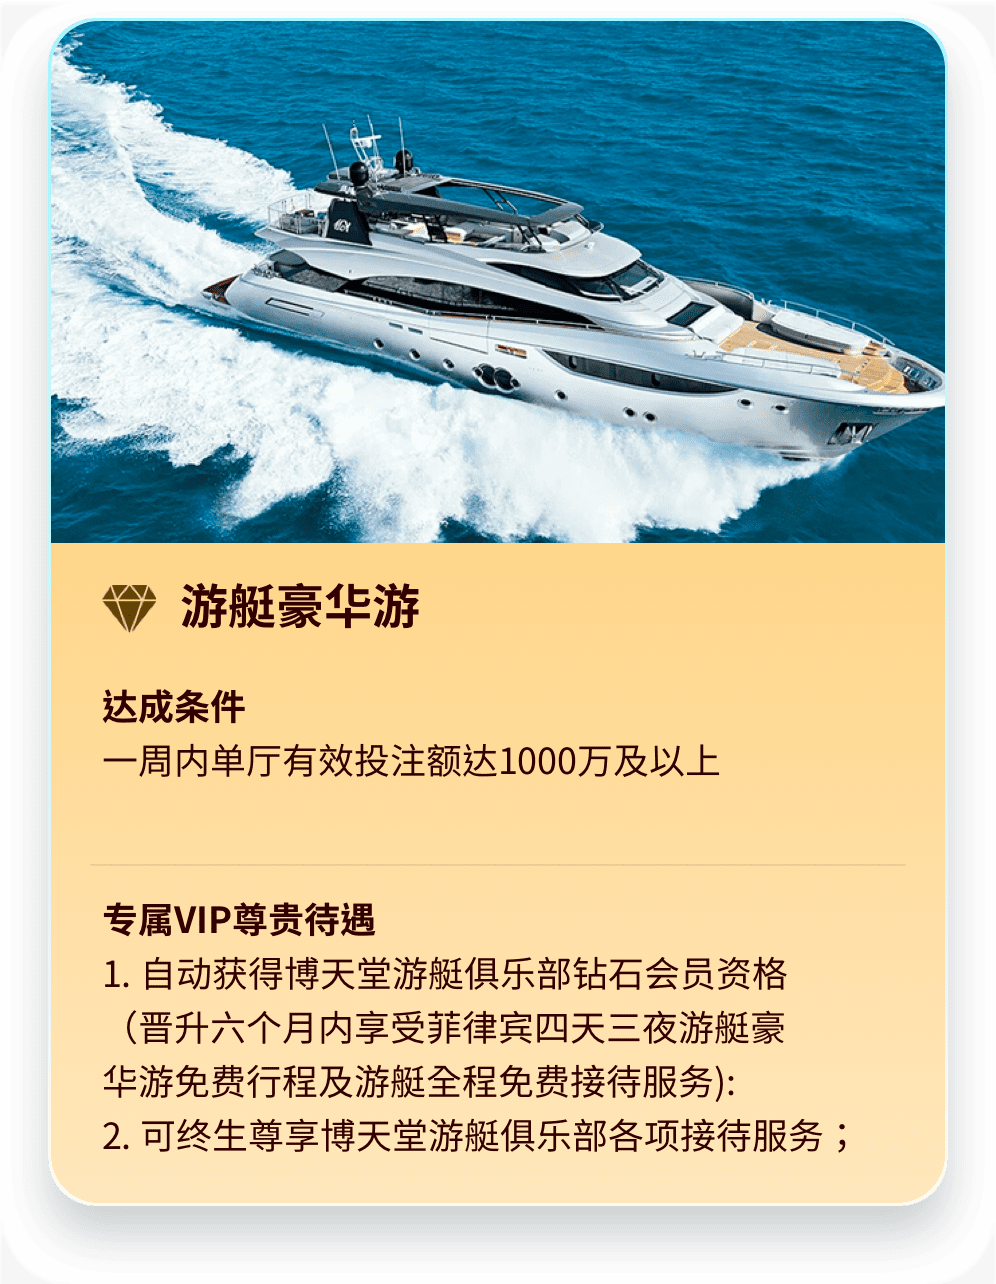 游艇豪华游
达成条件
一周内单厅有效投注额达1000万及以上
专属VIP尊贵待遇
1. 自动获得博天堂游艇俱乐部钻石会员资格
（晋升六个月内享受菲律宾四天三夜游艇豪
华游免费行程及游艇全程免费接待服务):
2. 可终生尊享博天堂游艇俱乐部各项接待服务；